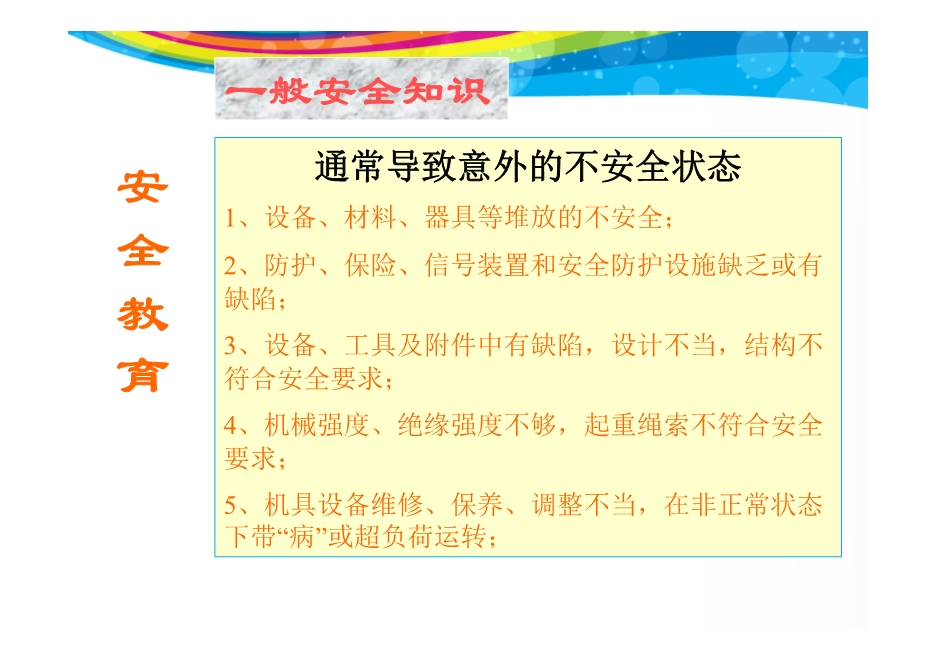 一般安全知识
安
全
教
育
通常导致意外的不安全状态
1、设备、材料、器具等堆放的不安全；
2、防护、保险、信号装置和安全防护设施缺乏或有
缺陷；
3、设备、工具及附件中有缺陷，设计不当，结构不
符合安全要求；
4、机械强度、绝缘强度不够，起重绳索不符合安全
要求；
5、机具设备维修、保养、调整不当，在非正常状态
下带“病”或超负荷运转；